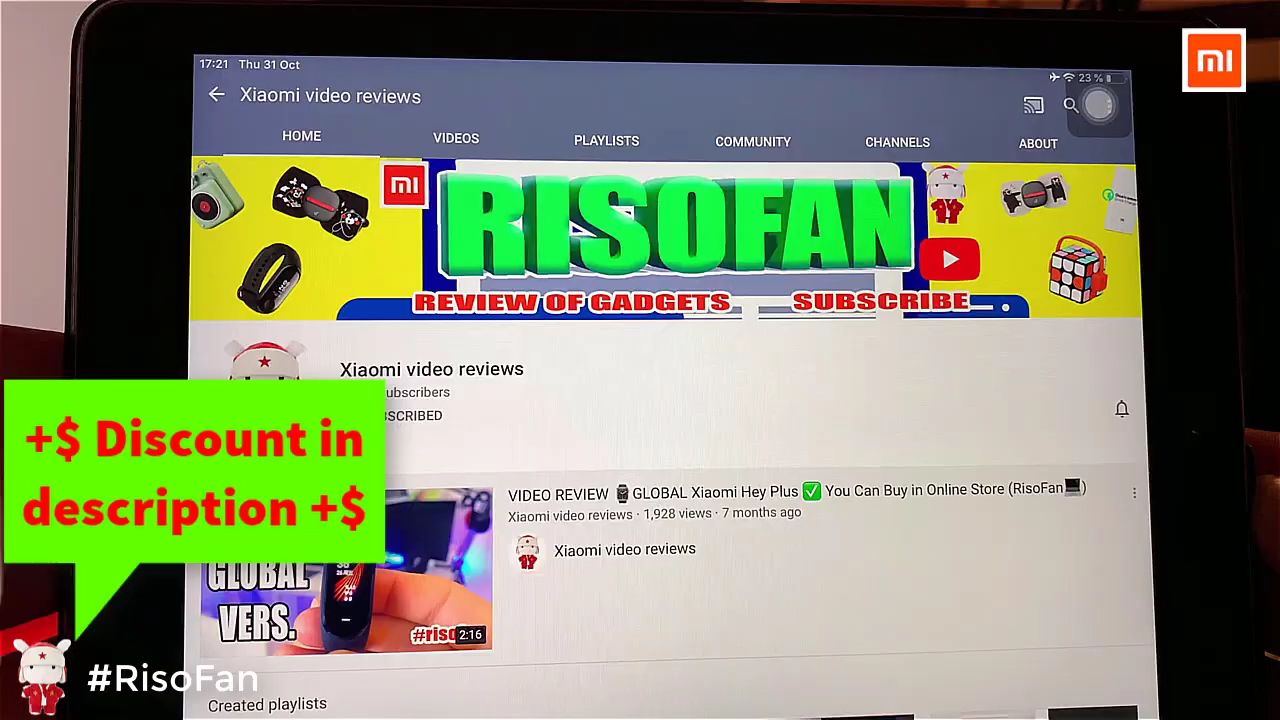 17:21 Thu 31 Oct
23 %
Xiaomi video reviews
HOME VIDEOS PLAYLISTS COMMUNITY CHANNELS ABOUT
RISOFAN
REVIEW OF GADGETS SUBSCRIBE
Xiaomi video reviews
ubscribers
SCRIBED
+$ Discount in
description +$
VIDEO REVIEW ⌚GLOBAL Xiaomi Hey Plus ✅ You Can Buy in Online Store (RisoFan💻)
Xiaomi video reviews · 1,928 views · 7 months ago
Xiaomi video reviews
GLOBAL
VERS.
#riso
2:16
#RisoFan
Created playlists